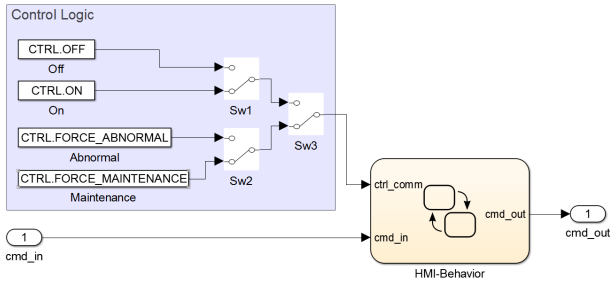 Control Logic
CTRL.OFF
Off
CTRL.ON
On
Sw1
CTRL.FORCE_ABNORMAL
Abnormal
CTRL.FORCE_MAINTENANCE
Maintenance
Sw2
Sw3
ctrl_comm
cmd_in
cmd_out
HMI-Behavior
1
cmd_in
1
cmd_out